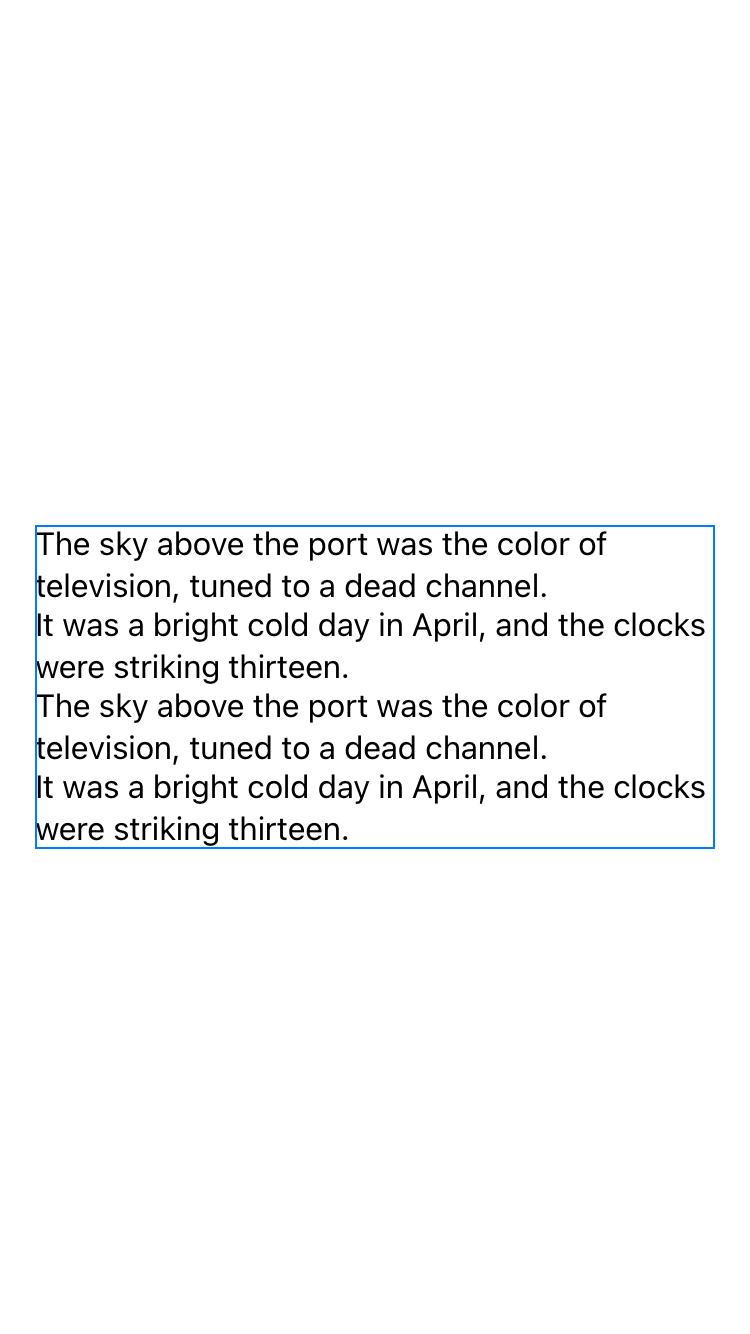 The sky above the port was the color of
television, tuned to a dead channel.
It was a bright cold day in April, and the clocks
were striking thirteen.
The sky above the port was the color of
television, tuned to a dead channel.
It was a bright cold day in April, and the clocks
were striking thirteen.